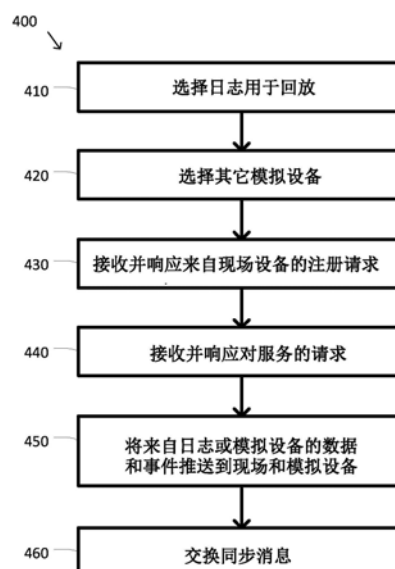 400
410
选择日志用于回放
420
选择其它模拟设备
430
接收并响应来自现场设备的注册请求
440
接收并响应对服务的请求
450
将来自日志或模拟设备的数据
和事件推送到现场和模拟设备
460
交换同步消息